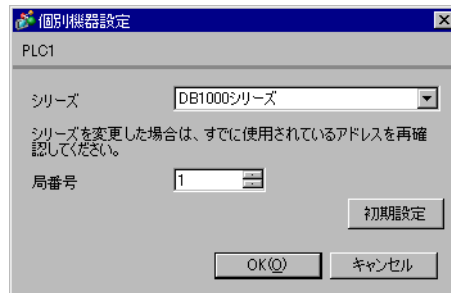 個別機器設定
PLC1
シリーズ
DB1000シリーズ
シリーズを変更した場合は、すでに使用されているアドレスを再確
認してください。
局番号
1
初期設定
OK(O)
キャンセル